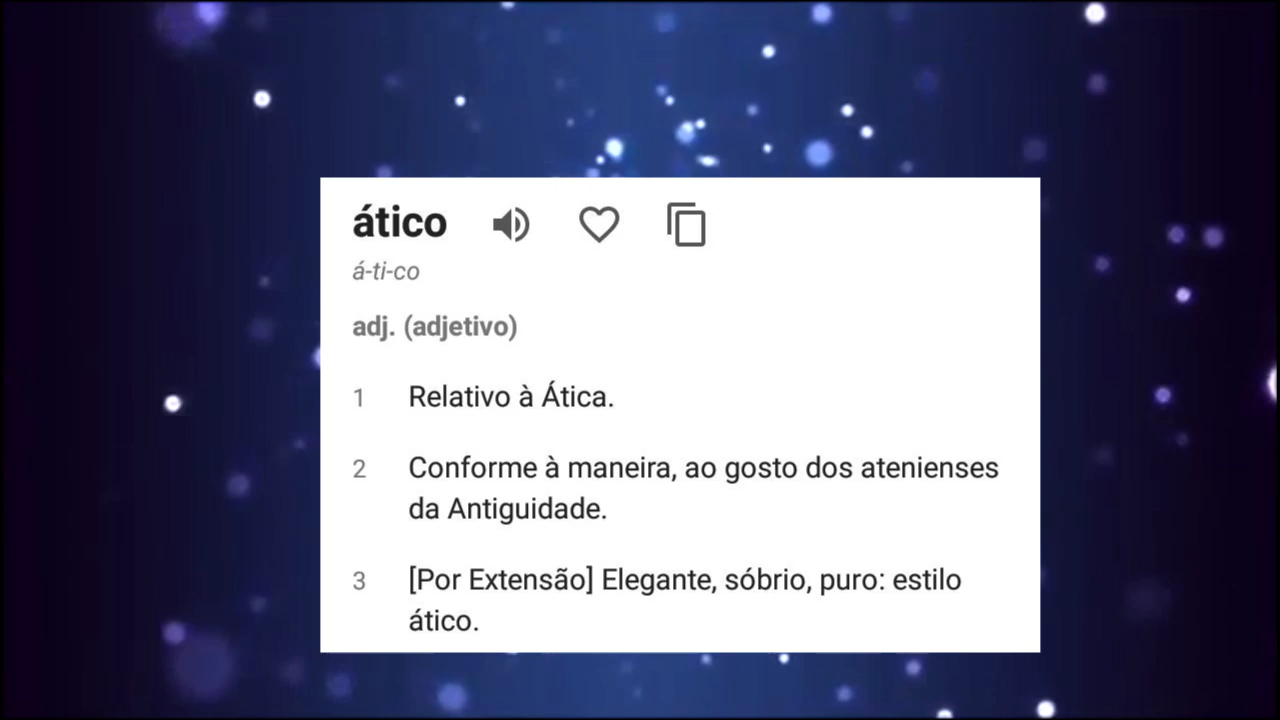 ático
á-ti-co
adj. (adjetivo)
1 Relativo à Ática.
2 Conforme à maneira, ao gosto dos atenienses
da Antiguidade.
3 [Por Extensão] Elegante, sóbrio, puro: estilo
ático.